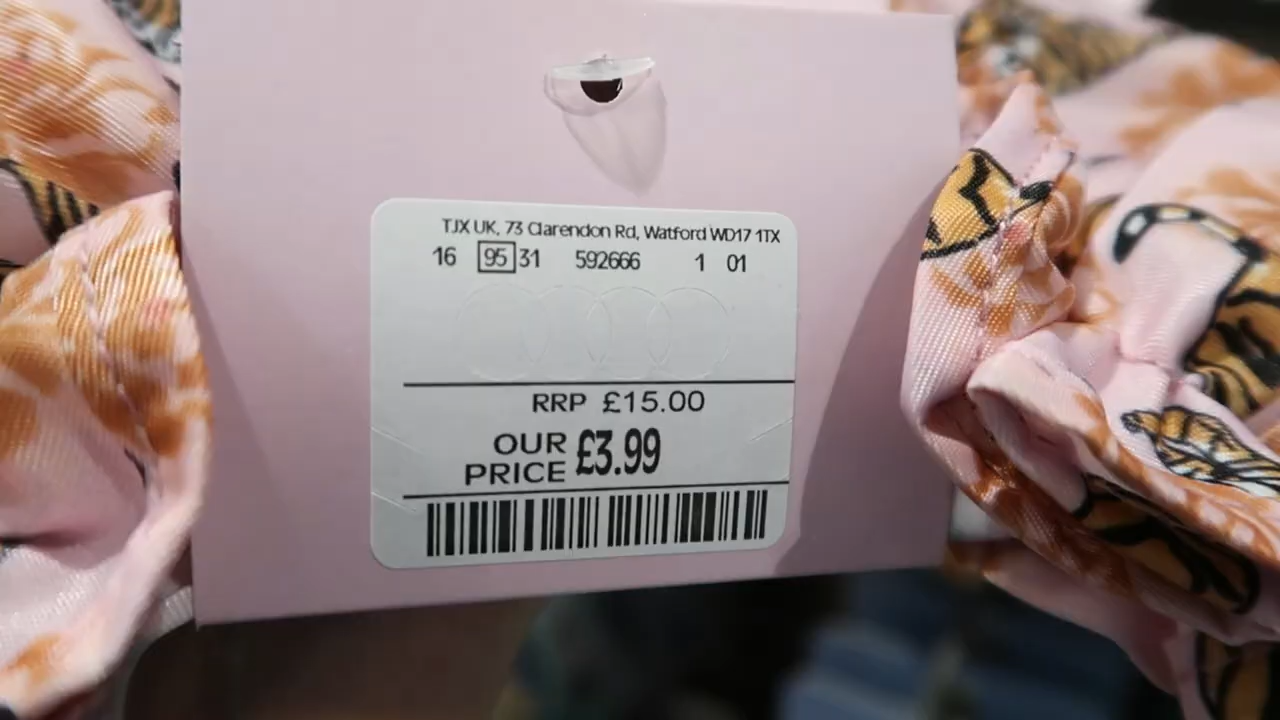 TJX UK, 73 Clarendon Rd, Watford WD17 1TX
16 95 31 592666 1 01
RRP £15.00
OUR PRICE £3.99